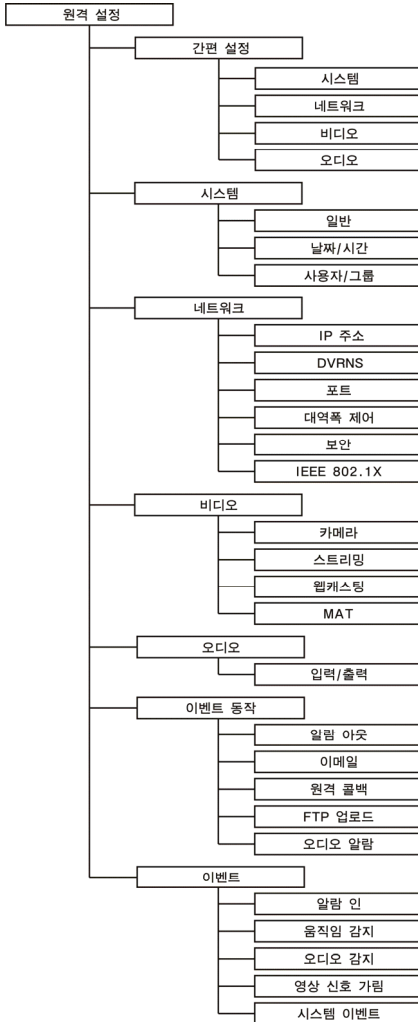 원격 설정
간편 설정
시스템
네트워크
비디오
오디오
시스템
일반
날짜/시간
사용자/그룹
네트워크
IP 주소
DVRNS
포트
대역폭 제어
보안
IEEE 802.1X
비디오
카메라
스트리밍
웹캐스팅
MAT
오디오
입력/출력
이벤트 동작
알림 아웃
이메일
원격 콜백
FTP 업로드
오디오 알람
이벤트
알람 인
움직임 감지
오디오 감지
영상 신호 가림
시스템 이벤트